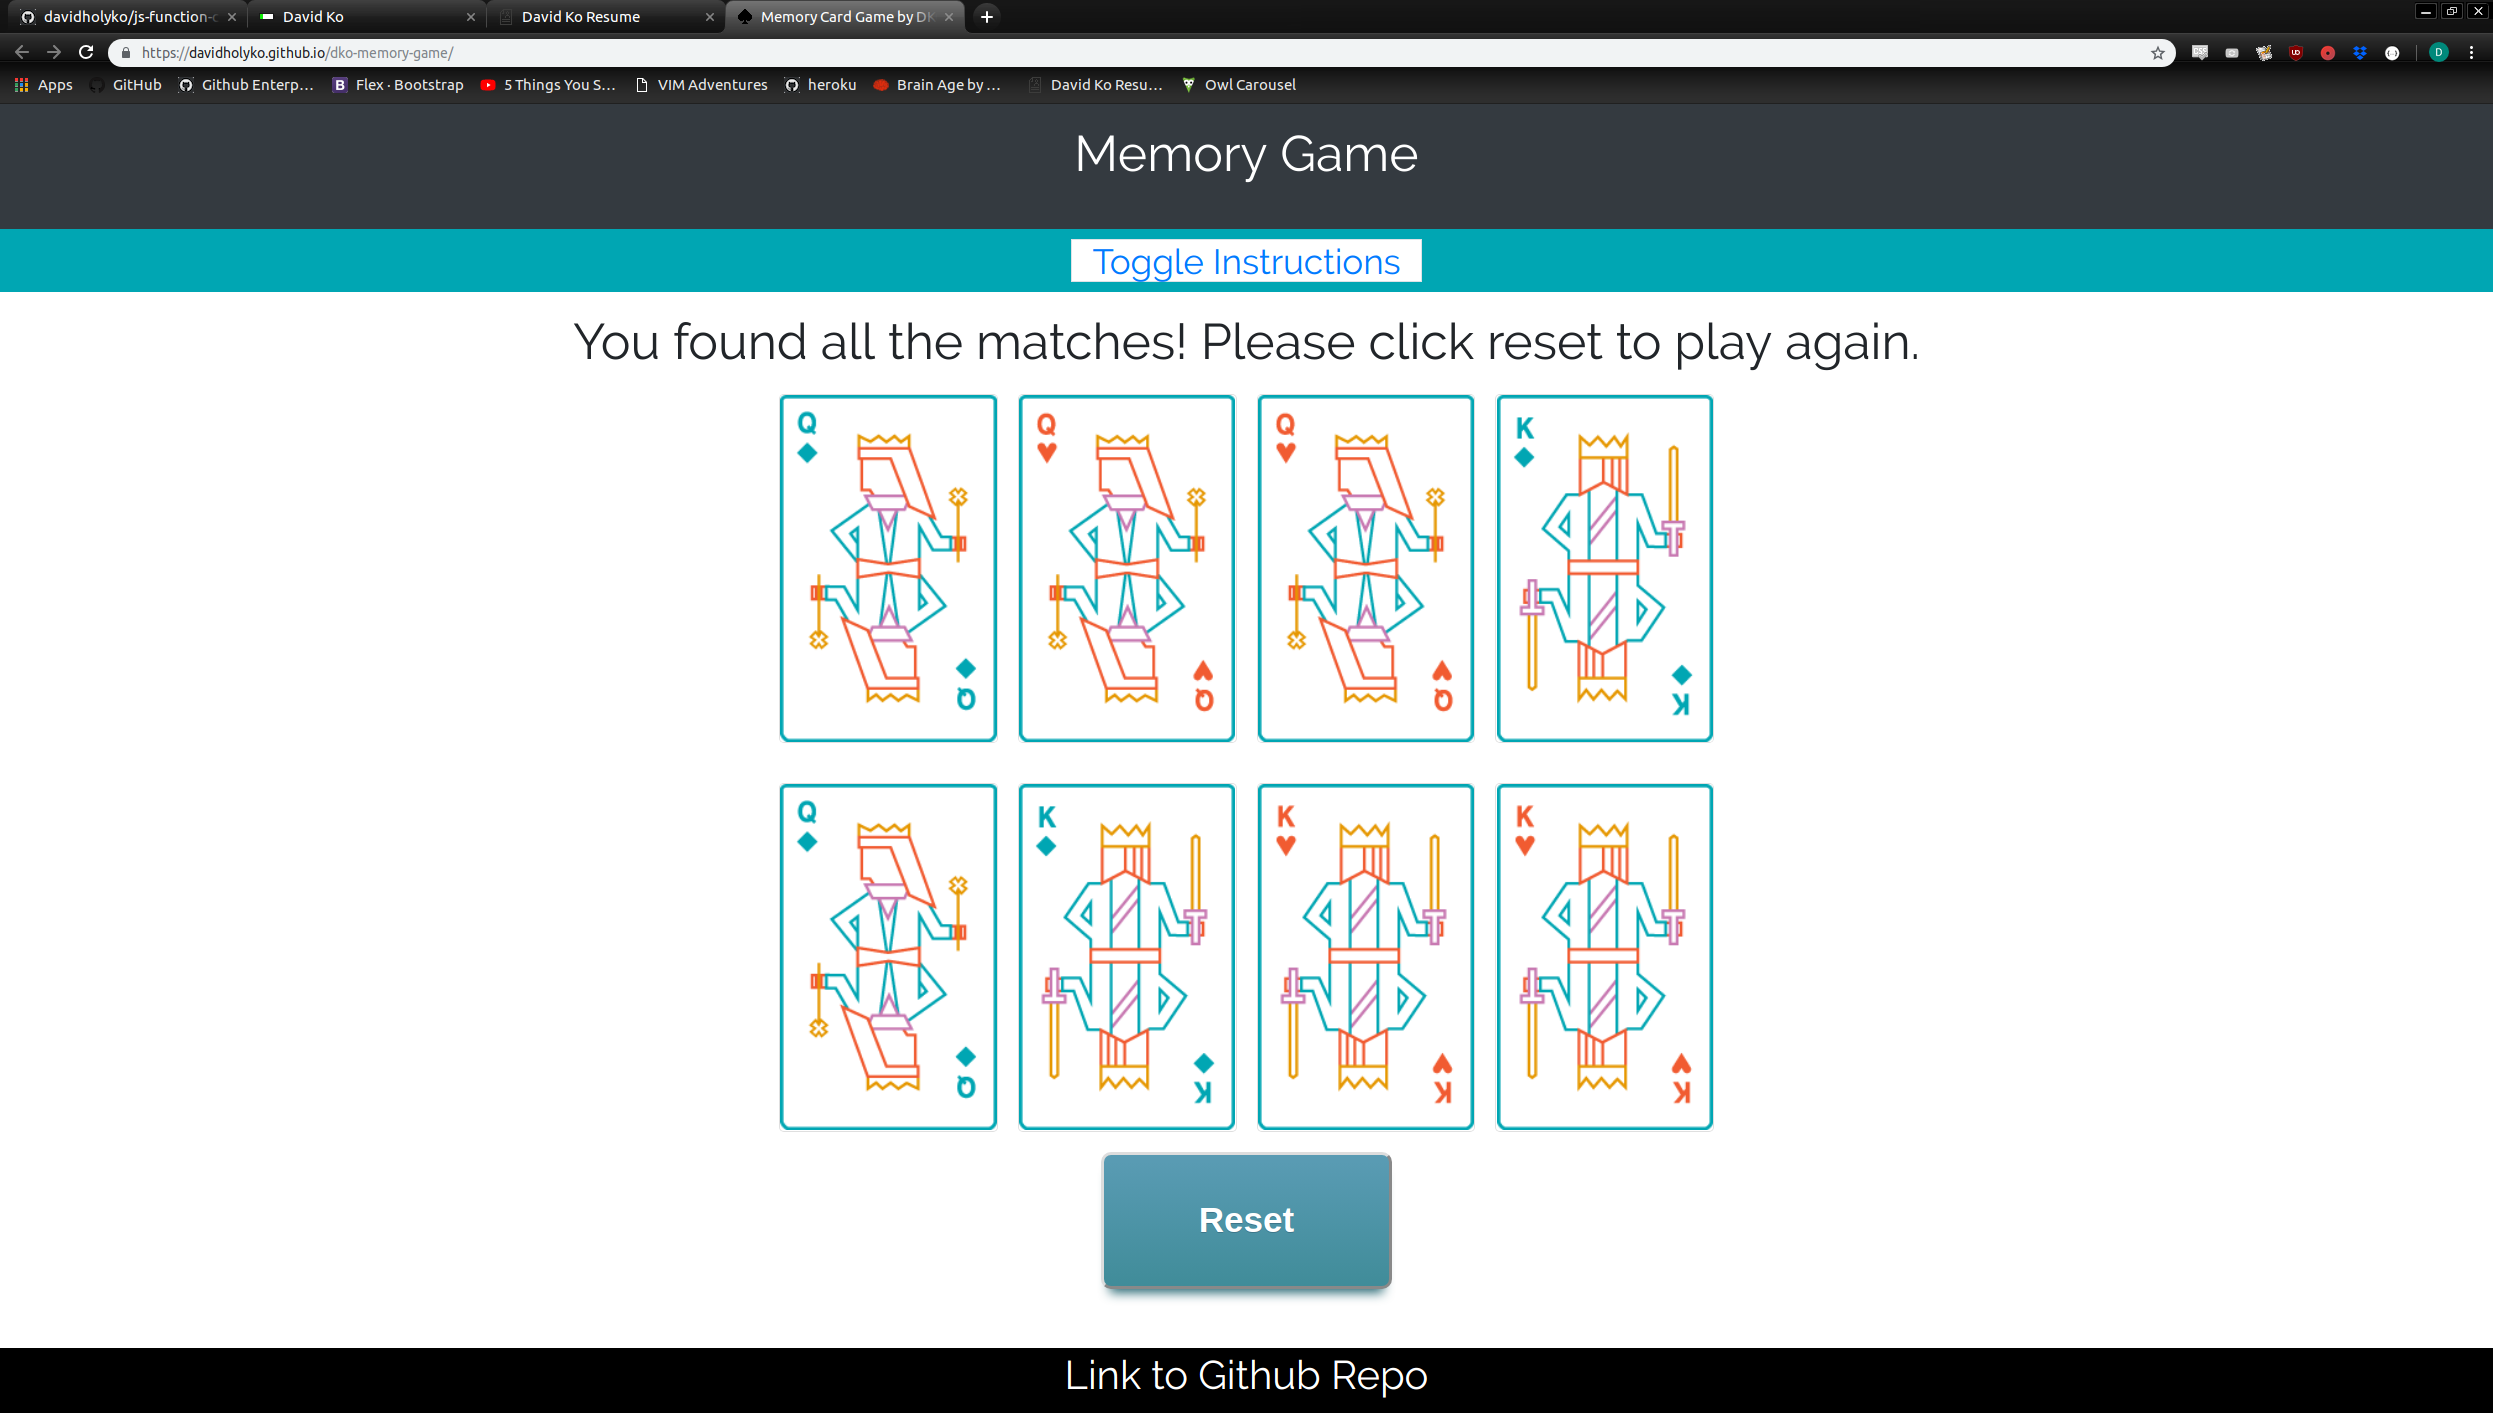 davidholyko/js-function-c
David Ko
David Ko Resume
Memory Card Game by DK
https://davidholyko.github.io/dko-memory-game/
D
Apps
GitHub
Github Enterp...
B
Flex · Bootstrap
5 Things You S...
VIM Adventures
heroku
Brain Age by ...
David Ko Resu...
Owl Carousel
Memory Game
Toggle Instructions
You found all the matches! Please click reset to play again.
Q Q Q K
Q Q Q K
Q K K K
Q K K K
Reset
Link to Github Repo